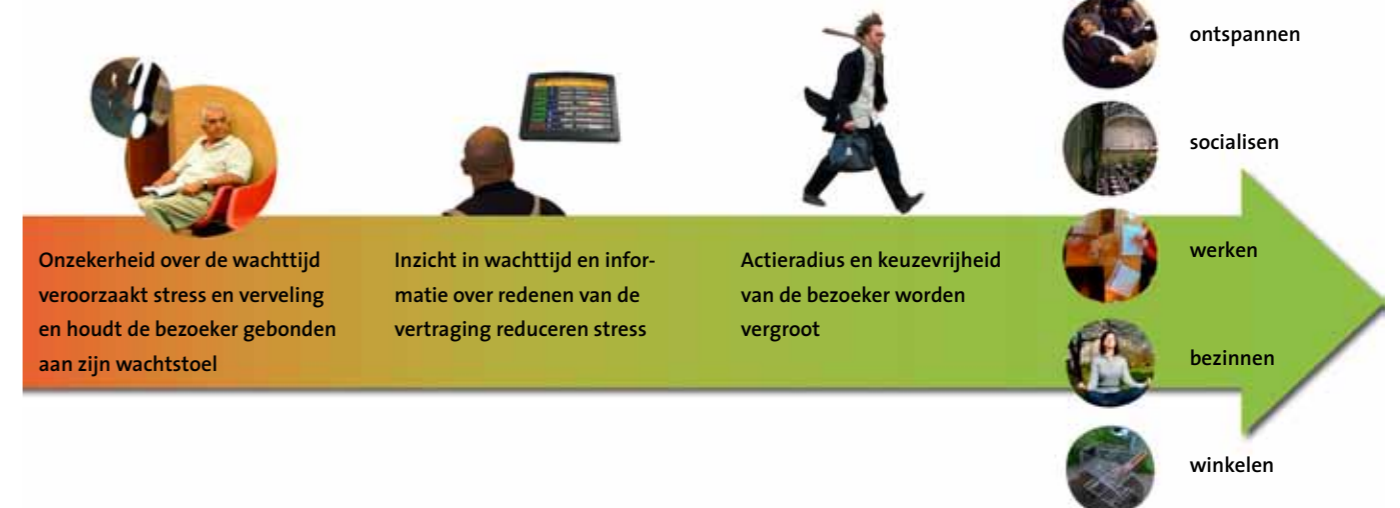 Onzekerheid over de wachttijd
veroorzaakt stress en verveling
en houdt de bezoeker gebonden
aan zijn wachtstoel
Inzicht in wachttijd en infor-
matie over redenen van de
vertraging reduceren stress
Actieradius en keuzevrijheid
van de bezoeker worden
vergroot
ontspannen
socialisen
werken
bezinnen
winkelen